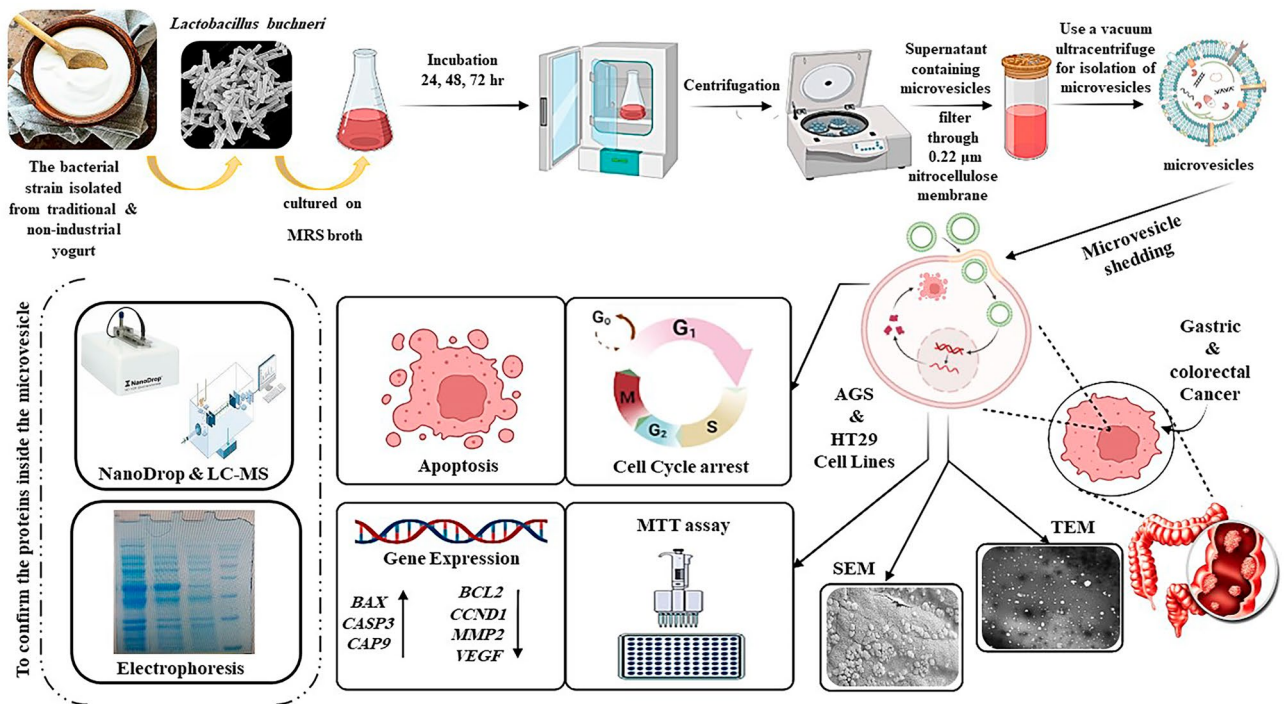 Lactobacillus buchneri
The bacterial
strain isolated
from traditional &
non-industrial
yogurt
cultured on
MRS broth
Incubation
24, 48, 72 hr
Centrifugation
Supernatant
containing
microvesicles
filter
through
0.22 μm
nitrocellulose
membrane
Use a vacuum
ultracentrifuge
for isolation of
microvesicles
microvesicles
Microvesicle
shedding
To confirm the proteins inside the microvesicle
NanoDrop
NanoDrop & LC-MS
Electrophoresis
Apoptosis
G0
G1
S
G2
M
Cell Cycle arrest
AGS
&
HT29
Cell Lines
Gastric
&
colorectal
Cancer
Gene Expression
BAX
CASP3
CAP9
BCL2
CCND1
MMP2
VEGF
MTT assay
SEM
TEM